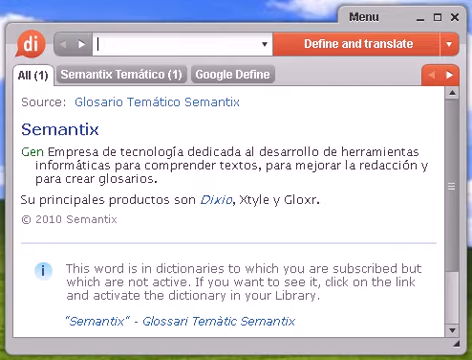 Menu
di
Define and translate
All (1) Semantix Temático (1) Google Define
Source: Glosario Temático Semantix
Semantix
Gen Empresa de tecnología dedicada al desarrollo de herramientas
informáticas para comprender textos, para mejorar la redacción y
para crear glosarios.
Su principales productos son Dixio, Xtyle y Gloxr.
© 2010 Semantix
i
This word is in dictionaries to which you are subscribed but
which are not active. If you want to see it, click on the link
and activate the dictionary in your Library.
"Semantix" - Glossari Temàtic Semantix